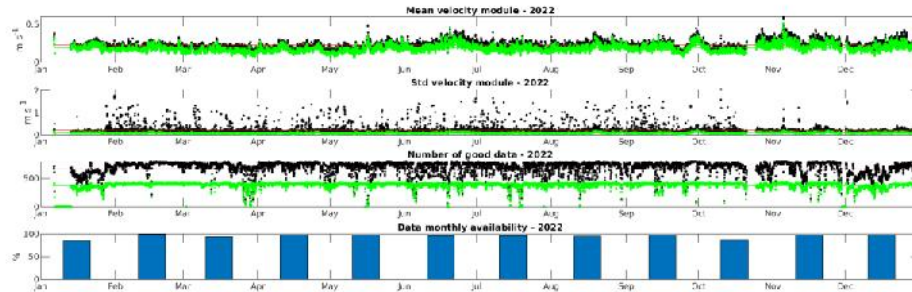 Mean velocity module - 2022
0.5
m s⁻¹
0
Jan Feb Mar Apr May Jun Jul Aug Sep Oct Nov Dec
Std velocity module - 2022
2
1
m s⁻¹
0
Jan Feb Mar Apr May Jun Jul Aug Sep Oct Nov Dec
Number of good data - 2022
500
0
Jan Feb Mar Apr May Jun Jul Aug Sep Oct Nov Dec
Data monthly availability - 2022
100
50
%
0
Jan Feb Mar Apr May Jun Jul Aug Sep Oct Nov Dec